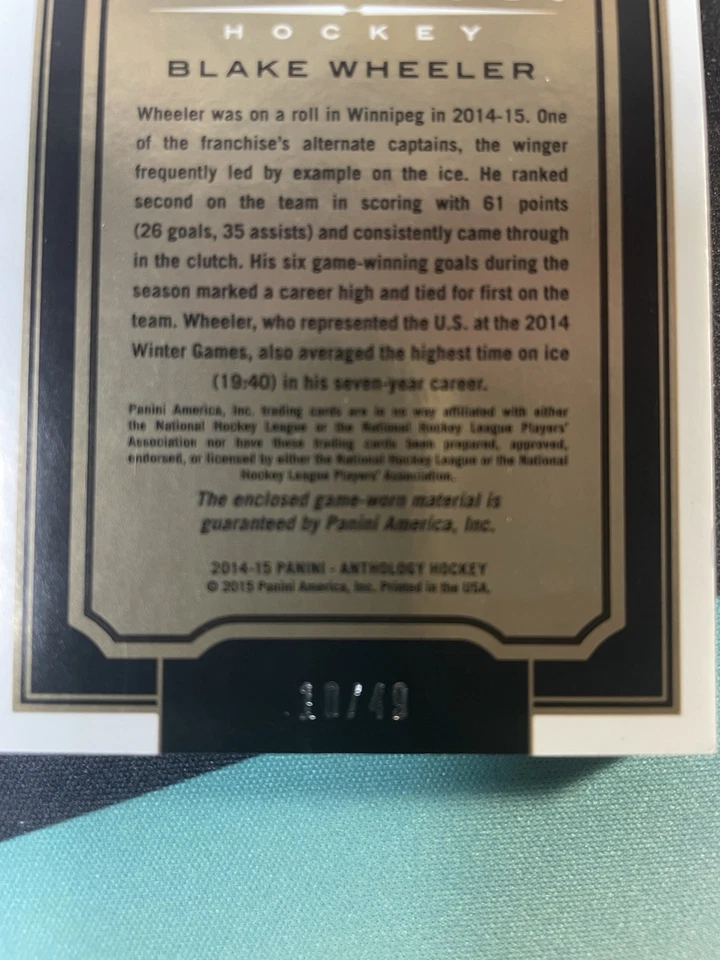 HOCKEY
BLAKE WHEELER
Wheeler was on a roll in Winnipeg in 2014-15. One
of the franchise's alternate captains, the winger
frequently led by example on the ice. He ranked
second on the team in scoring with 61 points
(26 goals, 35 assists) and consistently came through
in the clutch. His six game-winning goals during the
season marked a career high and tied for first on the
team. Wheeler, who represented the U.S. at the 2014
Winter Games, also averaged the highest time on ice
(19:40) in his seven-year career.
Panini America, Inc. trading cards are in no way affiliated with either
the National Hockey League or the National Hockey League Players'
Association nor have these trading cards been prepared, approved,
endorsed, or licensed by either the National Hockey League or the National
Hockey League Players' Association.
The enclosed game-worn material is
guaranteed by Panini America, Inc.
2014-15 PANINI - ANTHOLOGY HOCKEY
© 2015 Panini America, Inc. Printed in the USA.
10/49